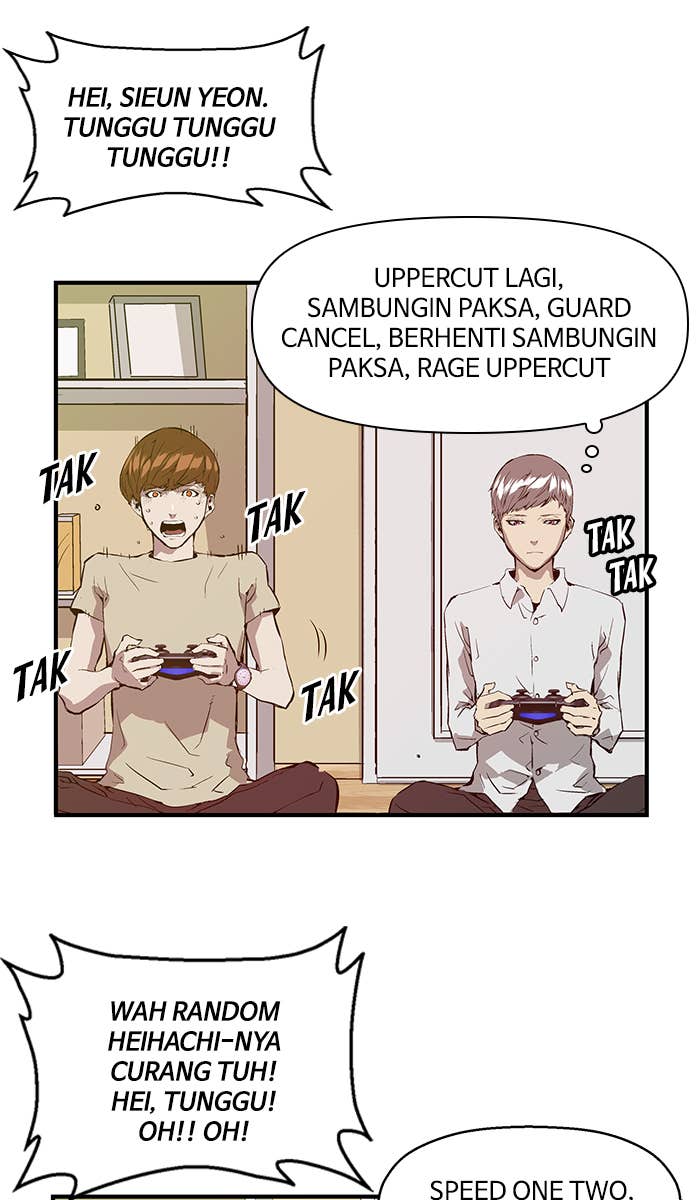 HEI, SIEUN YEON.
TUNGGU TUNGGU
TUNGGU!!
UPPERCUT LAGI,
SAMBUNGIN PAKSA, GUARD
CANCEL, BERHENTI SAMBUNGIN
PAKSA, RAGE UPPERCUT
TAK
TAK
TAK
TAK
TAK
TAK
WAH RANDOM
HEIHACHI-NYA
CURANG TUH!
HEI, TUNGGU!
OH!! OH!
SPEED ONE TWO,